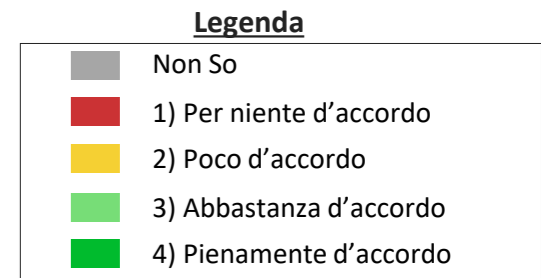 Legenda
Non So
1) Per niente d’accordo
2) Poco d’accordo
3) Abbastanza d’accordo
4) Pienamente d’accordo